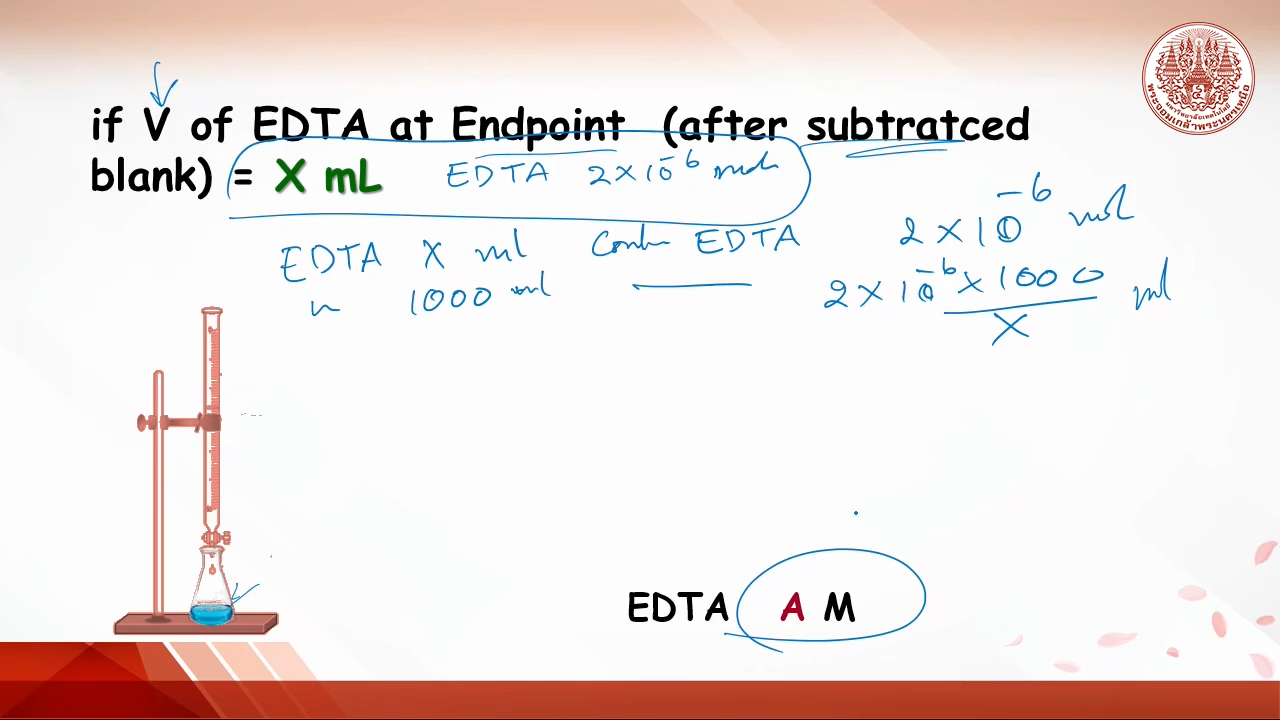 if V of EDTA at Endpoint (after subtratced
blank) = X mL
EDTA 2×10⁻⁶ mol
EDTA X ml Contain EDTA 2×10⁻⁶ mol
" 1000 ml 2×10⁻⁶×1000 ml
X
EDTA A M